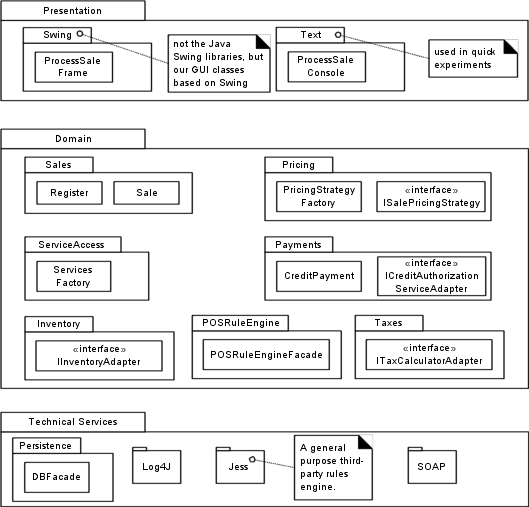 Presentation
Swing
ProcessSale
Frame
not the Java
Swing libraries, but
our GUI classes
based on Swing
Text
ProcessSale
Console
used in quick
experiments
Domain
Sales
Register
Sale
Pricing
PricingStrategy
Factory
«interface»
ISalePricingStrategy
ServiceAccess
Services
Factory
Payments
CreditPayment
«interface»
ICreditAuthorization
ServiceAdapter
Inventory
«interface»
IInventoryAdapter
POSRuleEngine
POSRuleEngineFacade
Taxes
«interface»
ITaxCalculatorAdapter
Technical Services
Persistence
DBFacade
Log4J
Jess
A general
purpose third-
party rules
engine.
SOAP